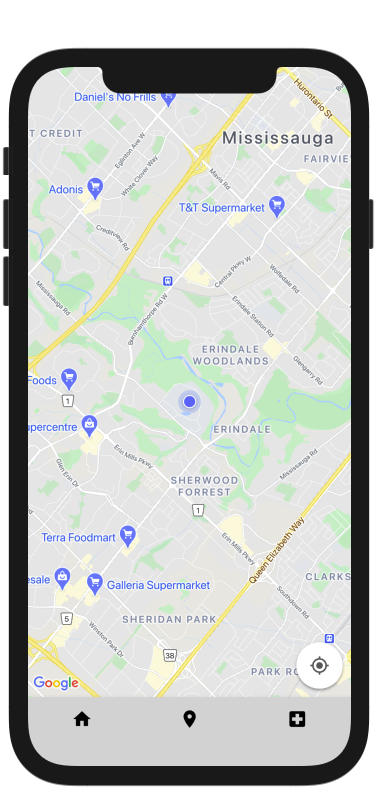 Daniel's No Frills
Hurontario St
T CREDIT
Mississauga
Eglinton Ave W
White Clover Way
FAIRVIE
Mavis Rd
Adonis
T&T Supermarket
Creditview Rd
Central Pkwy W
Wolfedale Rd
Mississauga Rd
Burnhamthorpe Rd W
Erindale Station Rd
ERINDALE
WOODLANDS
Glengarry Rd
Foods
1
upercentre
ERINDALE
Erin Mills Pkwy
Glen Erin Dr
Mississauga Rd
SHERWOOD
FORREST
1
Terra Foodmart
Erin Mills Pkwy
Queen Elizabeth Way
esale
Galleria Supermarket
CLARKS
Southdown Rd
5
SHERIDAN PARK
Winston Park Dr
38
PARK RO
Google